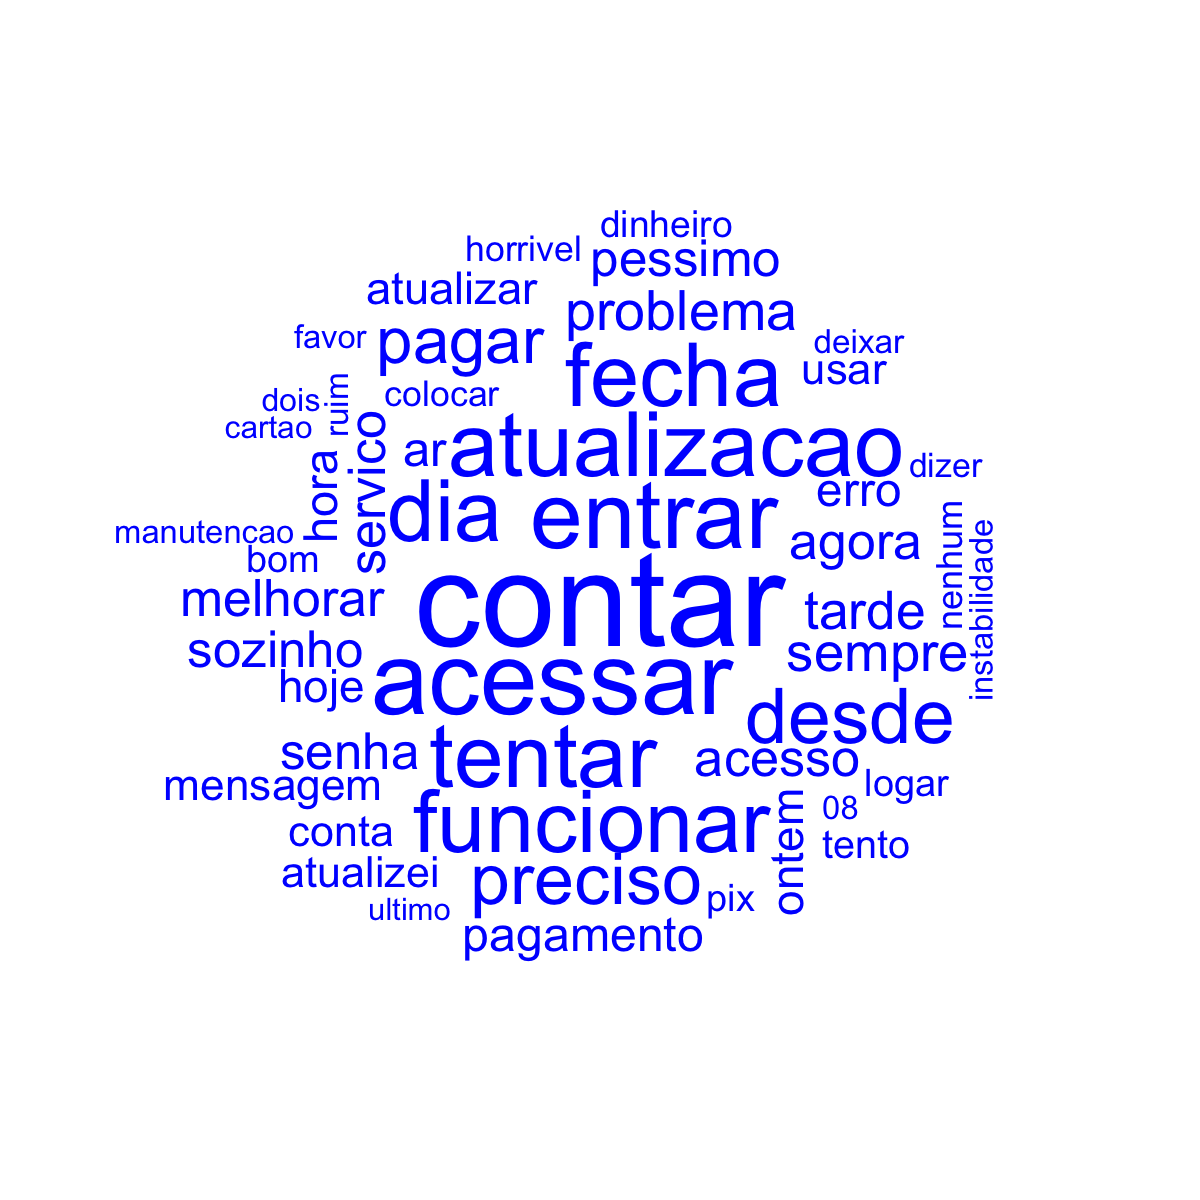 dinheiro
horrivel
pessimo
atualizar
problema
favor
pagar
deixar
fecha
usar
dois
ruim
colocar
cartao
servico
ar
atualizacao
dizer
hora
dia
entrar
erro
manutencao
bom
agora
nenhum
instabilidade
melhorar
contar
tarde
sozinho
sempre
hoje
acessar
desde
senha
tentar
acesso
mensagem
logar
conta
funcionar
ontem
08
tento
atualizei
preciso
pix
ultimo
pagamento